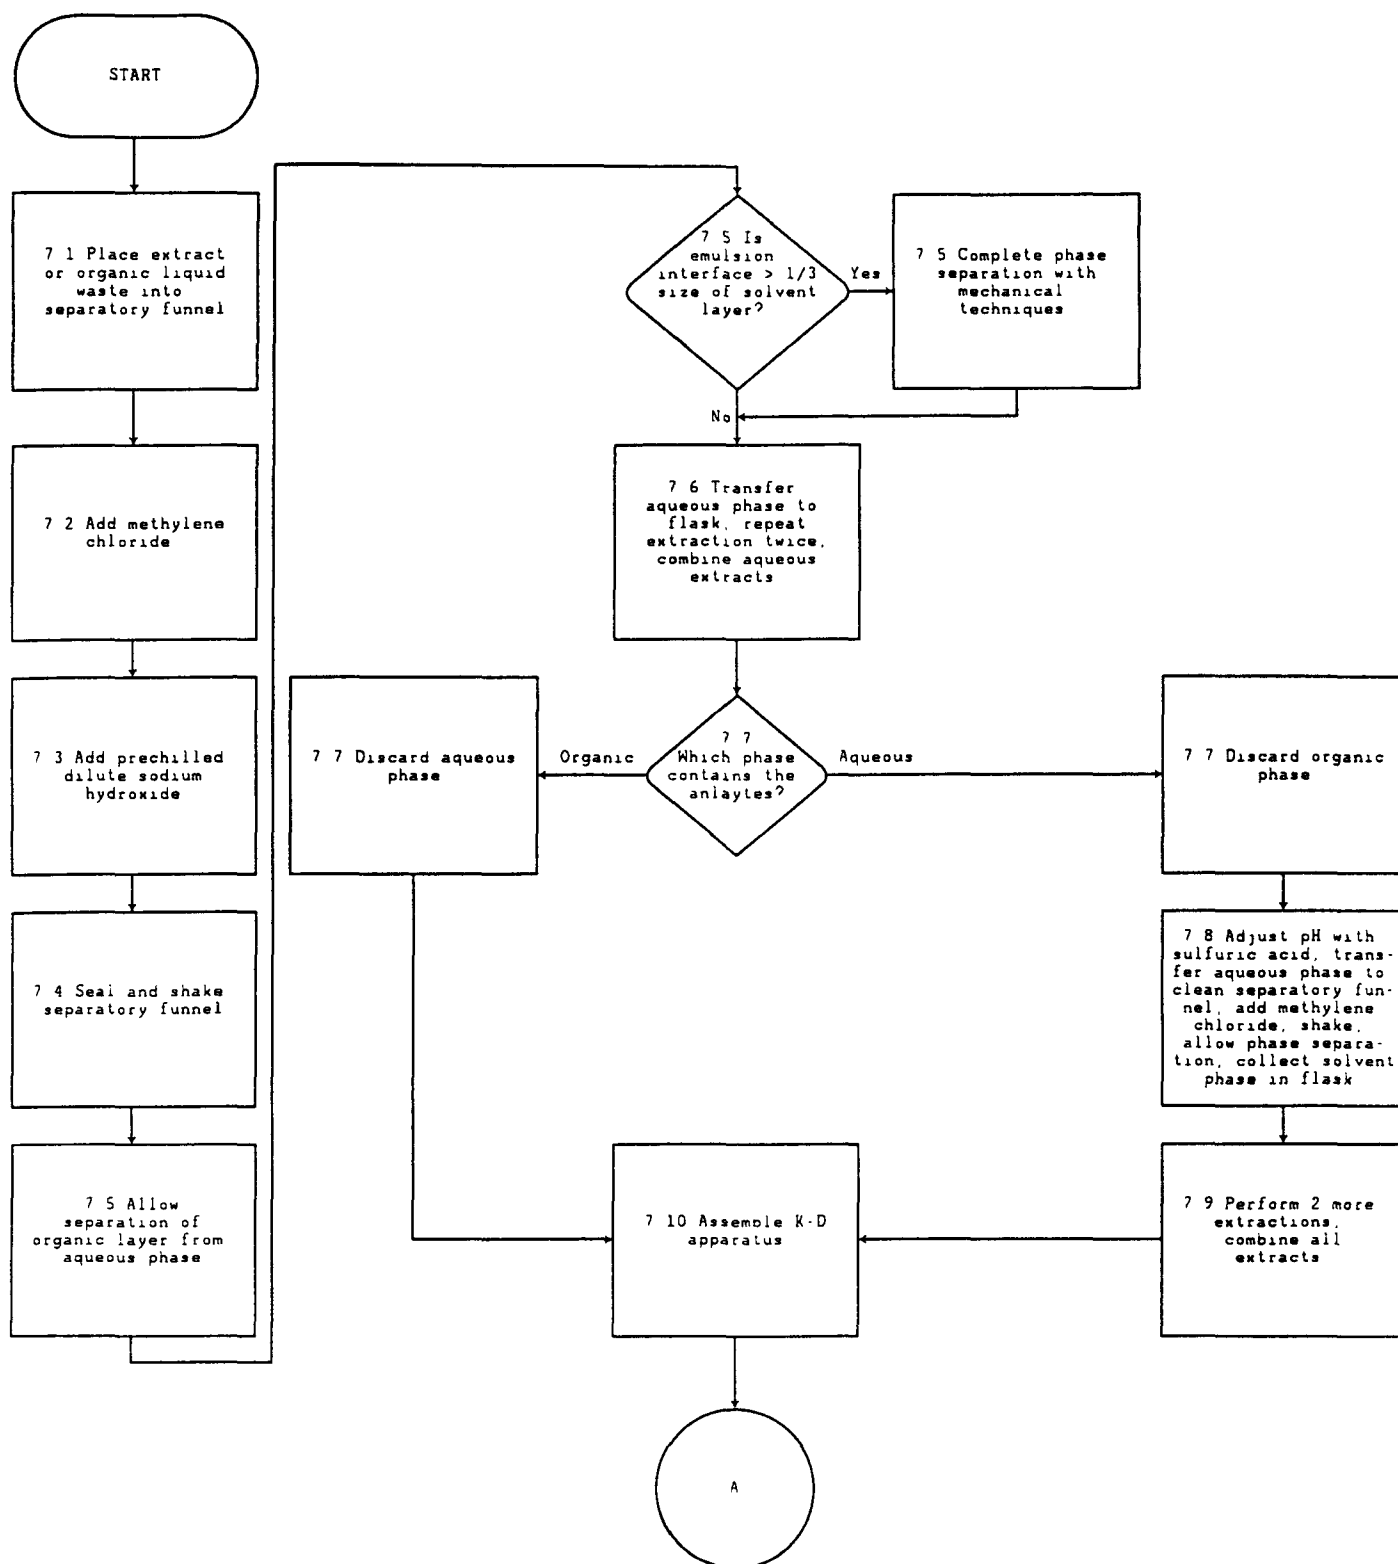 START
7 1 Place extract
or organic liquid
waste into
separatory funnel
7 2 Add methylene
chloride
7 3 Add prechilled
dilute sodium
hydroxide
7 4 Seal and shake
separatory funnel
7 5 Allow
separation of
organic layer from
aqueous phase
7 5 Is
emulsion
interface > 1/3
size of solvent
layer?
Yes
7 5 Complete phase
separation with
mechanical
techniques
No
7 6 Transfer
aqueous phase to
flask, repeat
extraction twice,
combine aqueous
extracts
7 7
Which phase
contains the
anlaytes?
Organic
7 7 Discard aqueous
phase
Aqueous
7 7 Discard organic
phase
7 8 Adjust pH with
sulfuric acid, trans-
fer aqueous phase to
clean separatory fun-
nel, add methylene
chloride, shake,
allow phase separa-
tion, collect solvent
phase in flask
7 9 Perform 2 more
extractions,
combine all
extracts
7 10 Assemble K-D
apparatus
A